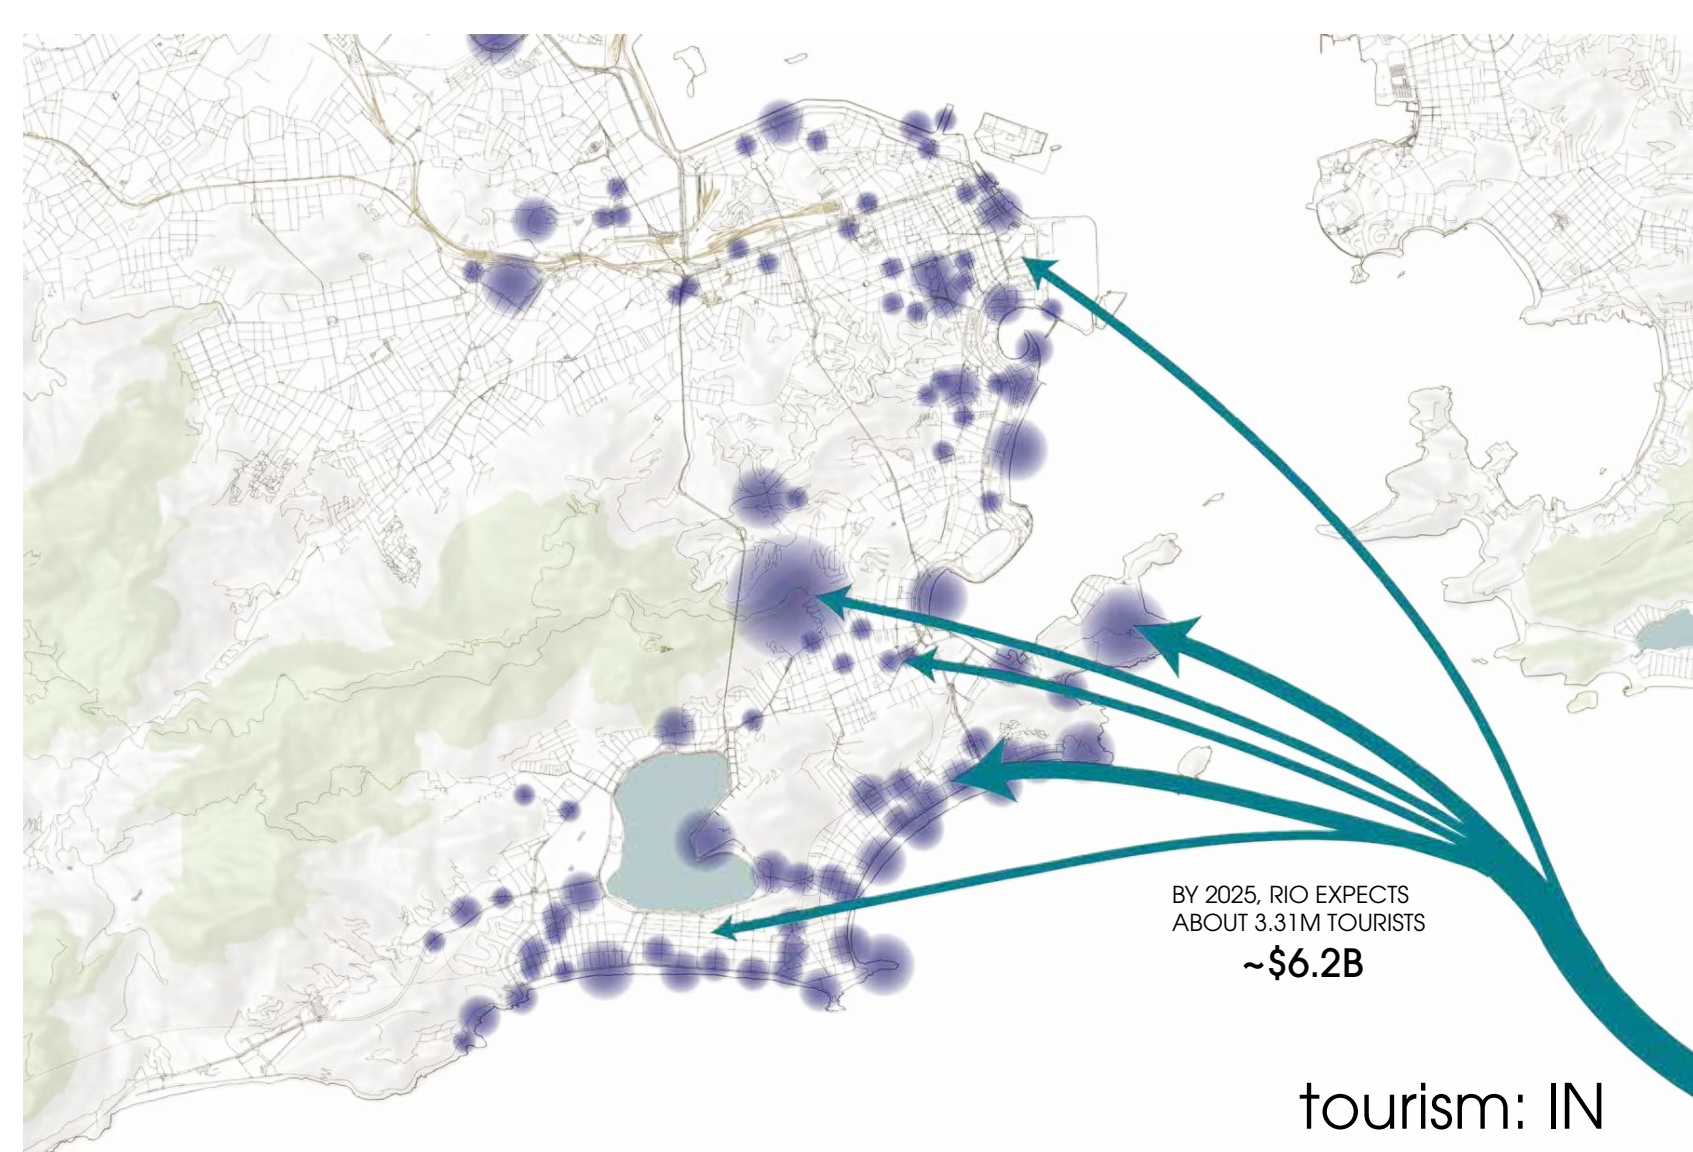 BY 2025, RIO EXPECTS
ABOUT 3.31M TOURISTS
~$6.2B
tourism: IN